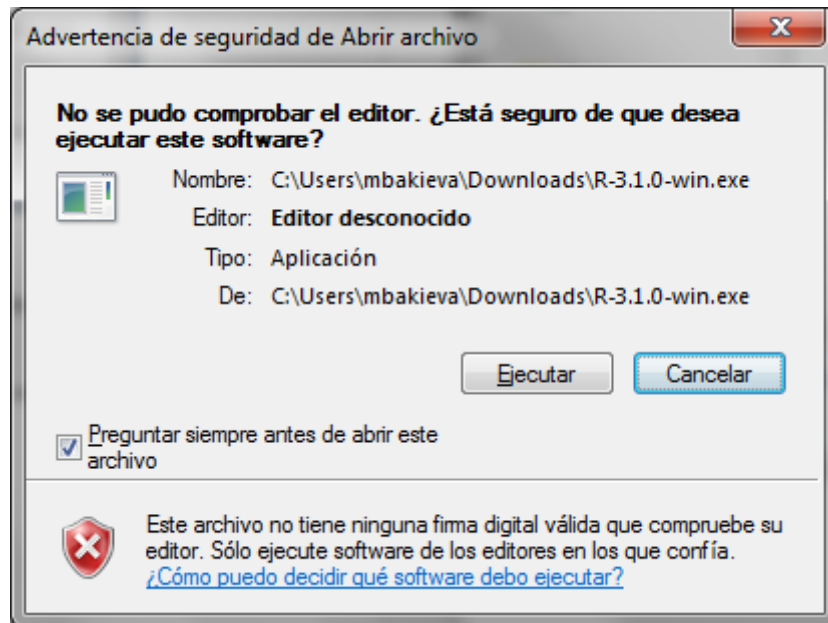 Advertencia de seguridad de Abrir archivo
No se pudo comprobar el editor. ¿Está seguro de que desea
ejecutar este software?
Nombre: C:\Users\mbakieva\Downloads\R-3.1.0-win.exe
Editor: Editor desconocido
Tipo: Aplicación
De: C:\Users\mbakieva\Downloads\R-3.1.0-win.exe
Ejecutar Cancelar
Preguntar siempre antes de abrir este
archivo
Este archivo no tiene ninguna firma digital válida que compruebe su
editor. Sólo ejecute software de los editores en los que confía.
¿Cómo puedo decidir qué software debo ejecutar?